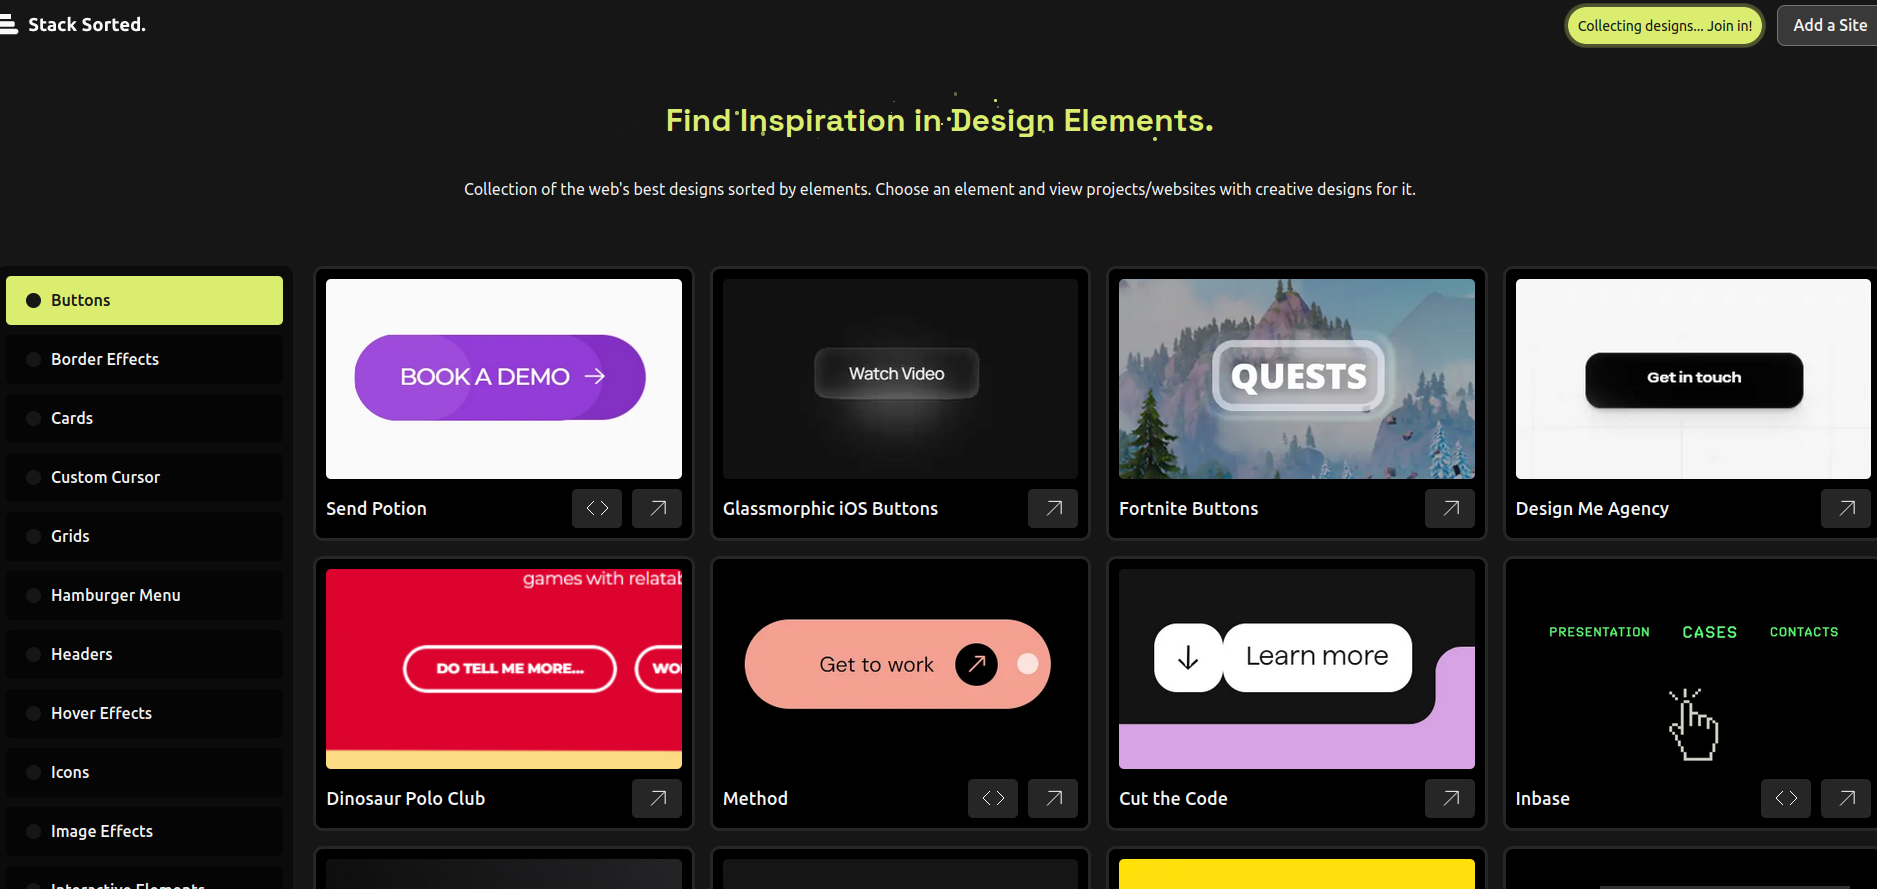 Stack Sorted.
Collecting designs... Join in!
Add a Site
Find Inspiration in Design Elements.
Collection of the web's best designs sorted by elements. Choose an element and view projects/websites with creative designs for it.
Buttons
Border Effects
Cards
Custom Cursor
Grids
Hamburger Menu
Headers
Hover Effects
Icons
Image Effects
Interactive Elements
BOOK A DEMO
Send Potion
Watch Video
Glassmorphic iOS Buttons
QUESTS
Fortnite Buttons
Get in touch
Design Me Agency
games with relatab
DO TELL ME MORE...
WO
Dinosaur Polo Club
Get to work
Method
Learn more
Cut the Code
PRESENTATION
CASES
CONTACTS
Inbase